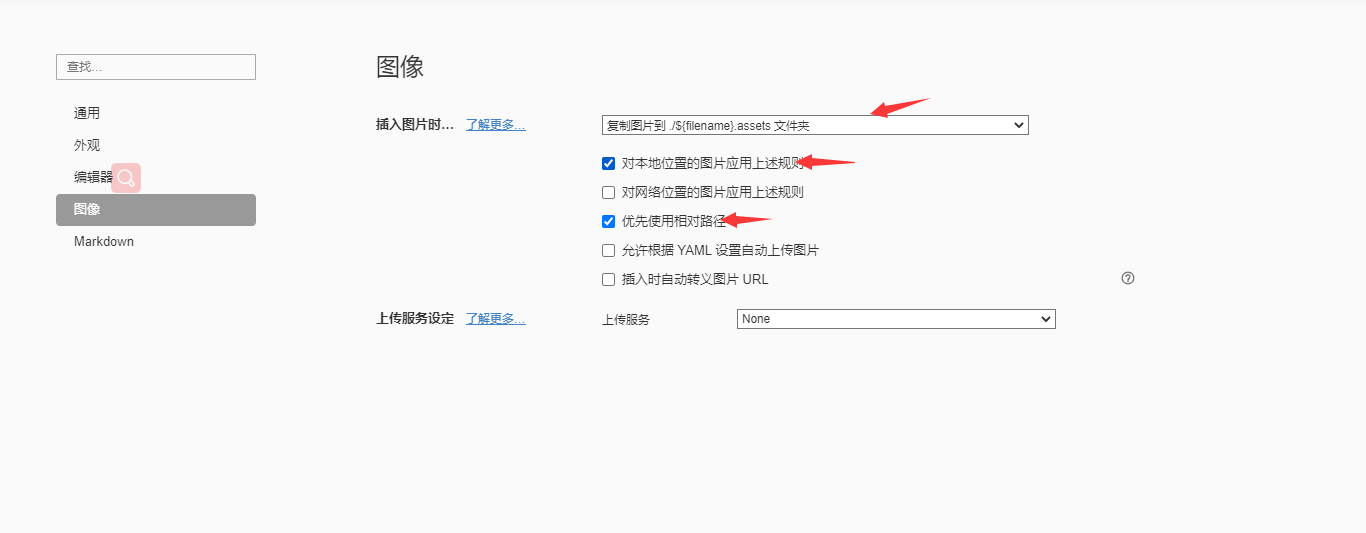 查找...
通用
外观
编辑器
图像
Markdown
图像
插入图片时... 了解更多... 复制图片到 ./${filename}.assets 文件夹
对本地位置的图片应用上述规则
对网络位置的图片应用上述规则
优先使用相对路径
允许根据 YAML 设置自动上传图片
插入时自动转义图片 URL
上传服务设定 了解更多... 上传服务 None